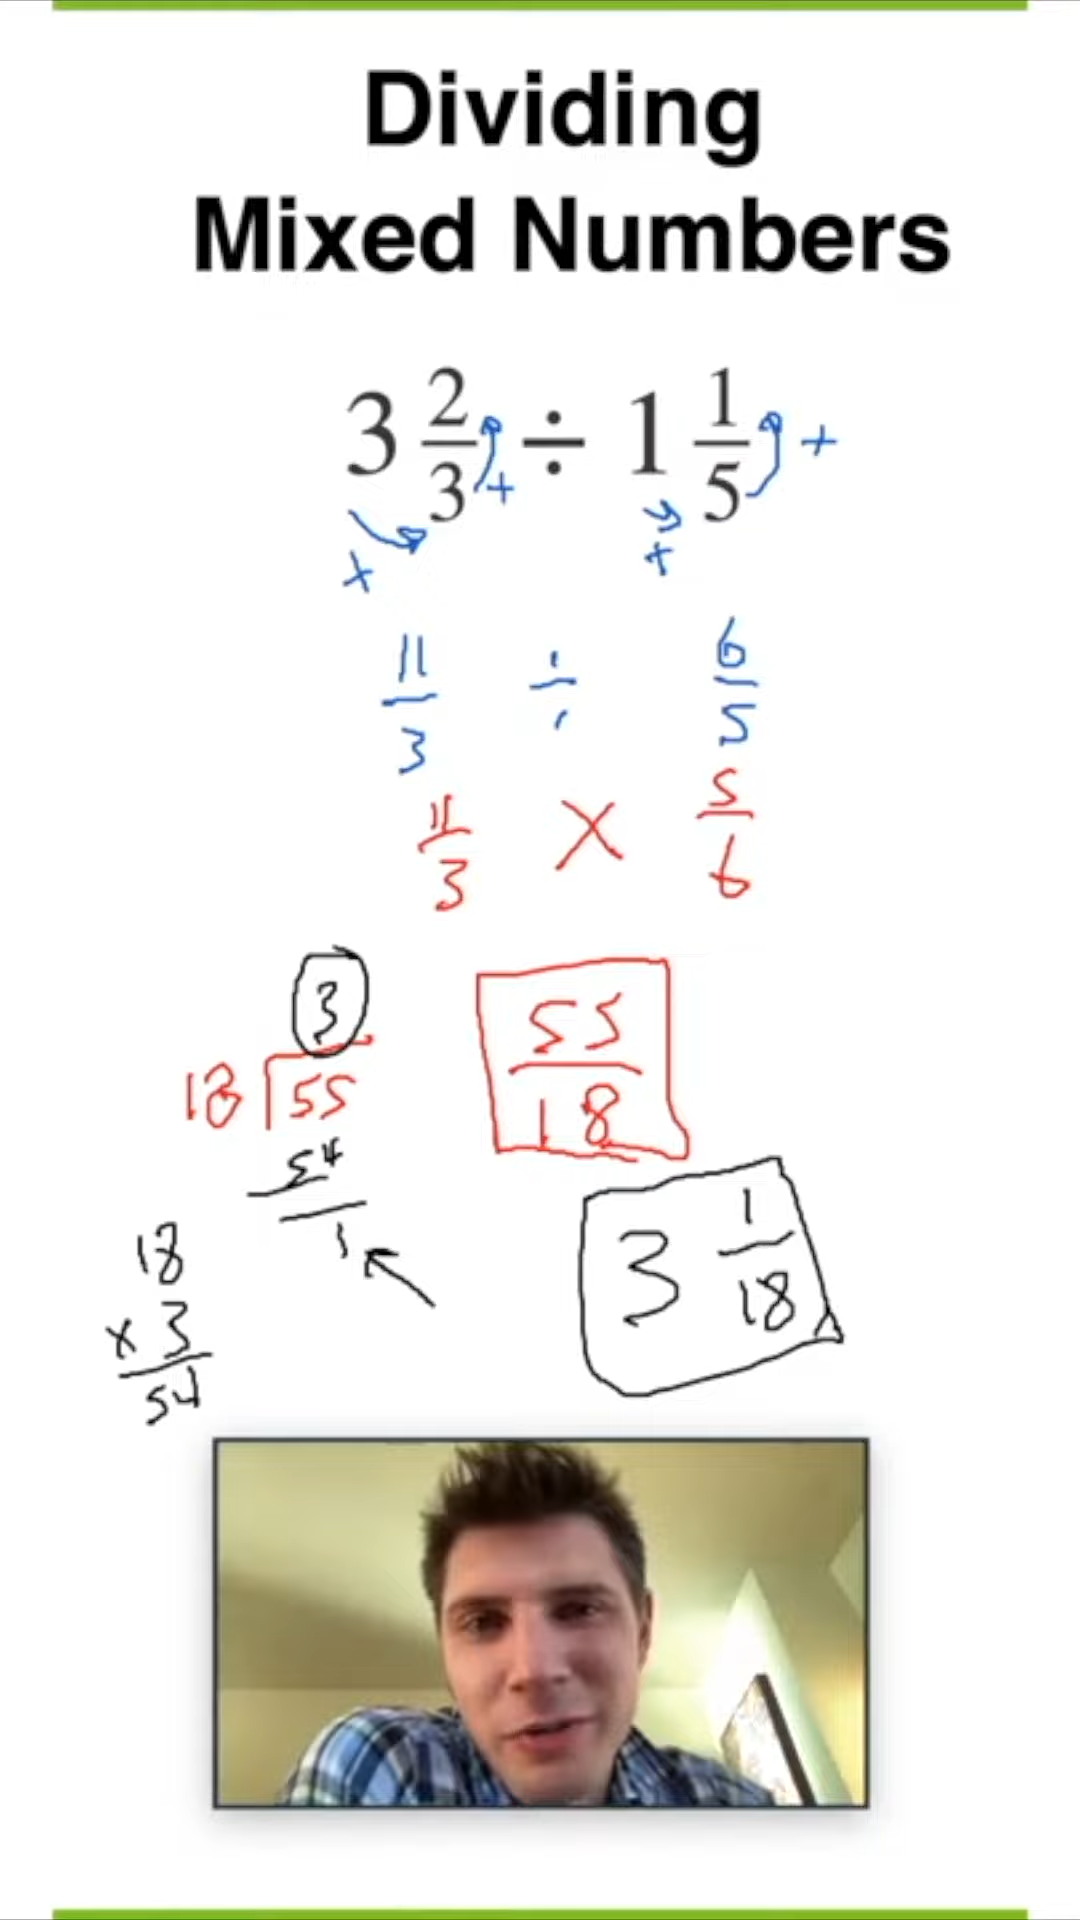 Dividing
Mixed Numbers
3 2/3 ÷ 1 1/5
+ +
x +
11/3 ÷ 6/5
11/3 X 5/6
3
18 55
54
1
55/18
3 1/18
18
x 3
54